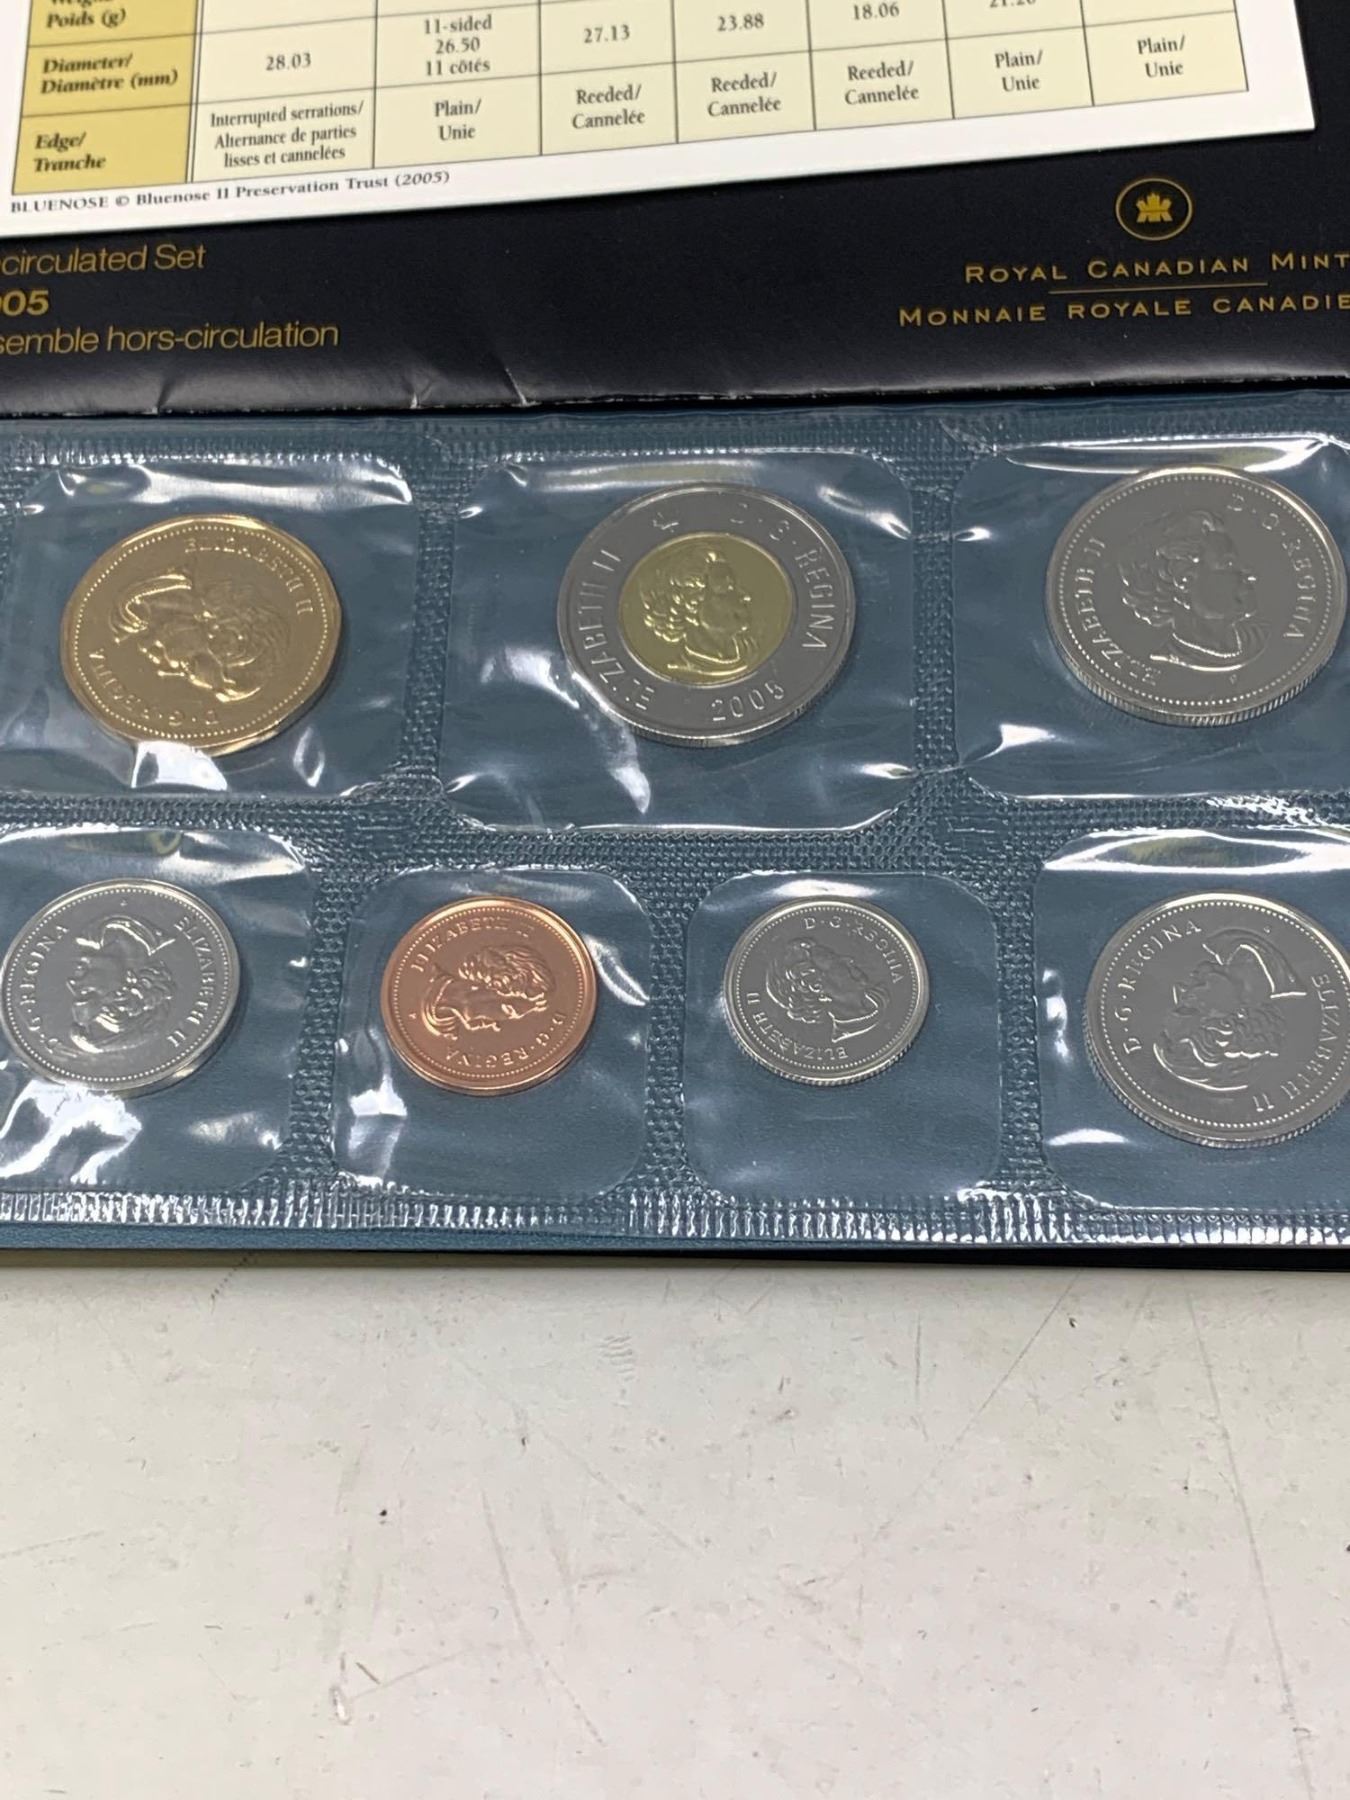 Poids (g)
11-sided
26.50
11 côtés
27.13
23.88
18.06
Diameter/
Diamètre (mm)
28.03
Edge/
Tranche
Interrupted serrations/
Alternance de parties
lisses et cannelées
Plain/
Unie
Reeded/
Cannelée
Reeded/
Cannelée
Reeded/
Cannelée
Plain/
Unie
Plain/
Unie
BLUENOSE © Bluenose II Preservation Trust (2005)
circulated Set
05
semble hors-circulation
ROYAL CANADIAN MINT
MONNAIE ROYALE CANADIE
ELIZABETH II D·G·REGINA
ELIZABETH II D·G·REGINA
2005
ELIZABETH II D·G·REGINA
ELIZABETH II D·G·REGINA
ELIZABETH II D·G·REGINA
ELIZABETH II D·G·REGINA
ELIZABETH II D·G·REGINA